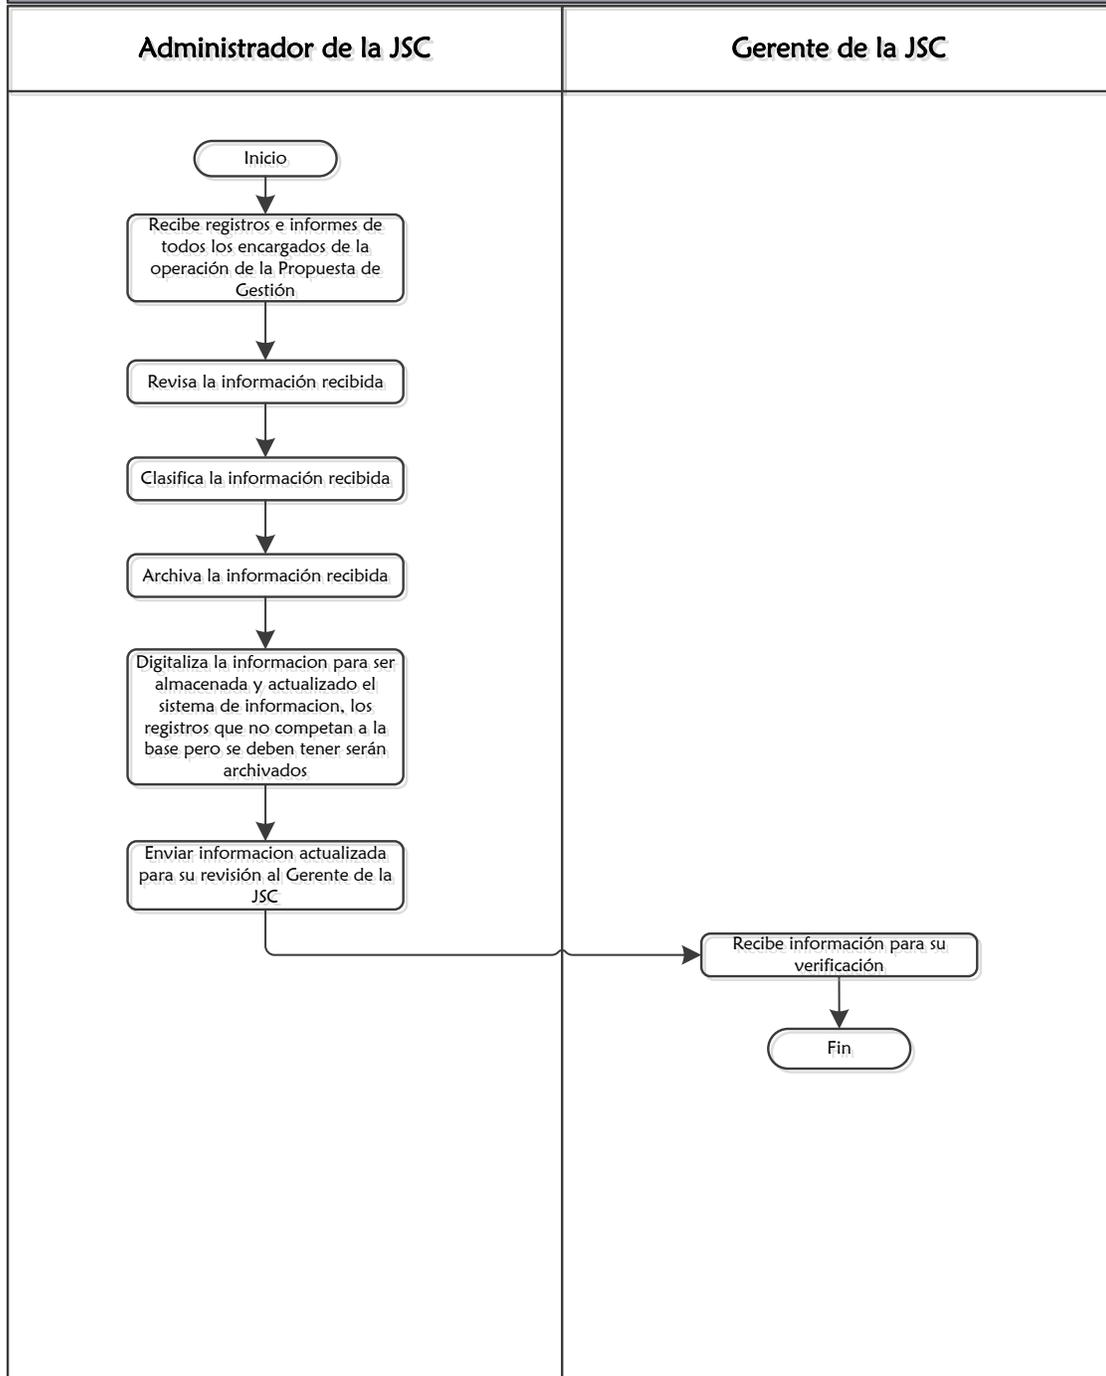 Administrador de la JSC
Gerente de la JSC
Inicio
Recibe registros e informes de
todos los encargados de la
operación de la Propuesta de
Gestión
Revisa la información recibida
Clasifica la información recibida
Archiva la información recibida
Digitaliza la informacion para ser
almacenada y actualizado el
sistema de informacion, los
registros que no competan a la
base pero se deben tener serán
archivados
Enviar informacion actualizada
para su revisión al Gerente de la
JSC
Recibe información para su
verificación
Fin